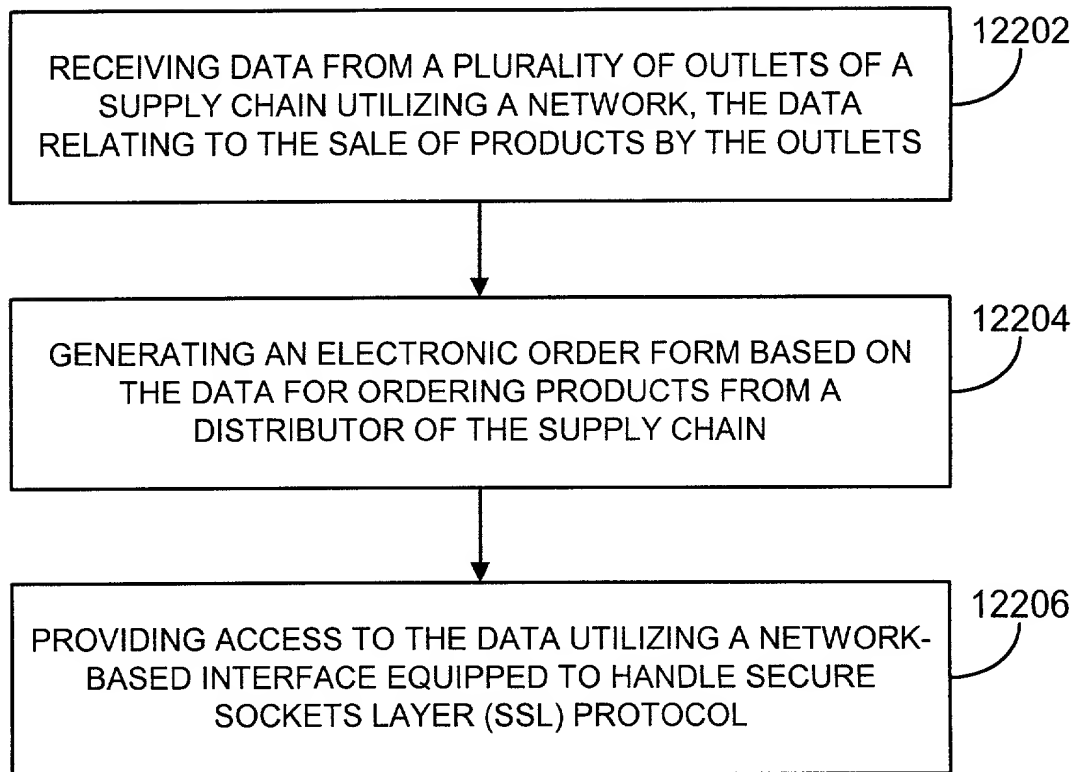 12202
RECEIVING DATA FROM A PLURALITY OF OUTLETS OF A
SUPPLY CHAIN UTILIZING A NETWORK, THE DATA
RELATING TO THE SALE OF PRODUCTS BY THE OUTLETS
12204
GENERATING AN ELECTRONIC ORDER FORM BASED ON
THE DATA FOR ORDERING PRODUCTS FROM A
DISTRIBUTOR OF THE SUPPLY CHAIN
12206
PROVIDING ACCESS TO THE DATA UTILIZING A NETWORK-
BASED INTERFACE EQUIPPED TO HANDLE SECURE
SOCKETS LAYER (SSL) PROTOCOL